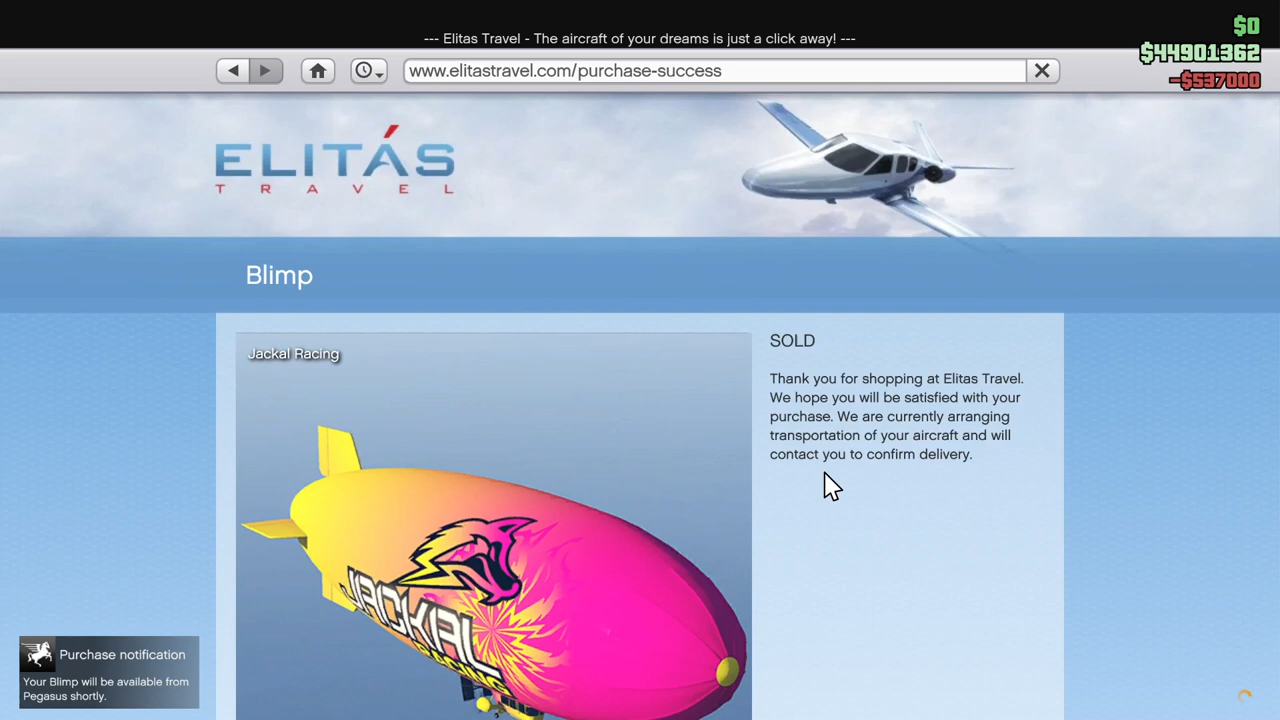 --- Elitas Travel - The aircraft of your dreams is just a click away! ---
$0
$44901362
-$537000
www.elitastravel.com/purchase-success
ELITÁS
TRAVEL
Blimp
Jackal Racing
SOLD
Thank you for shopping at Elitas Travel.
We hope you will be satisfied with your
purchase. We are currently arranging
transportation of your aircraft and will
contact you to confirm delivery.
JACKAL
RACING
Purchase notification
Your Blimp will be available from
Pegasus shortly.